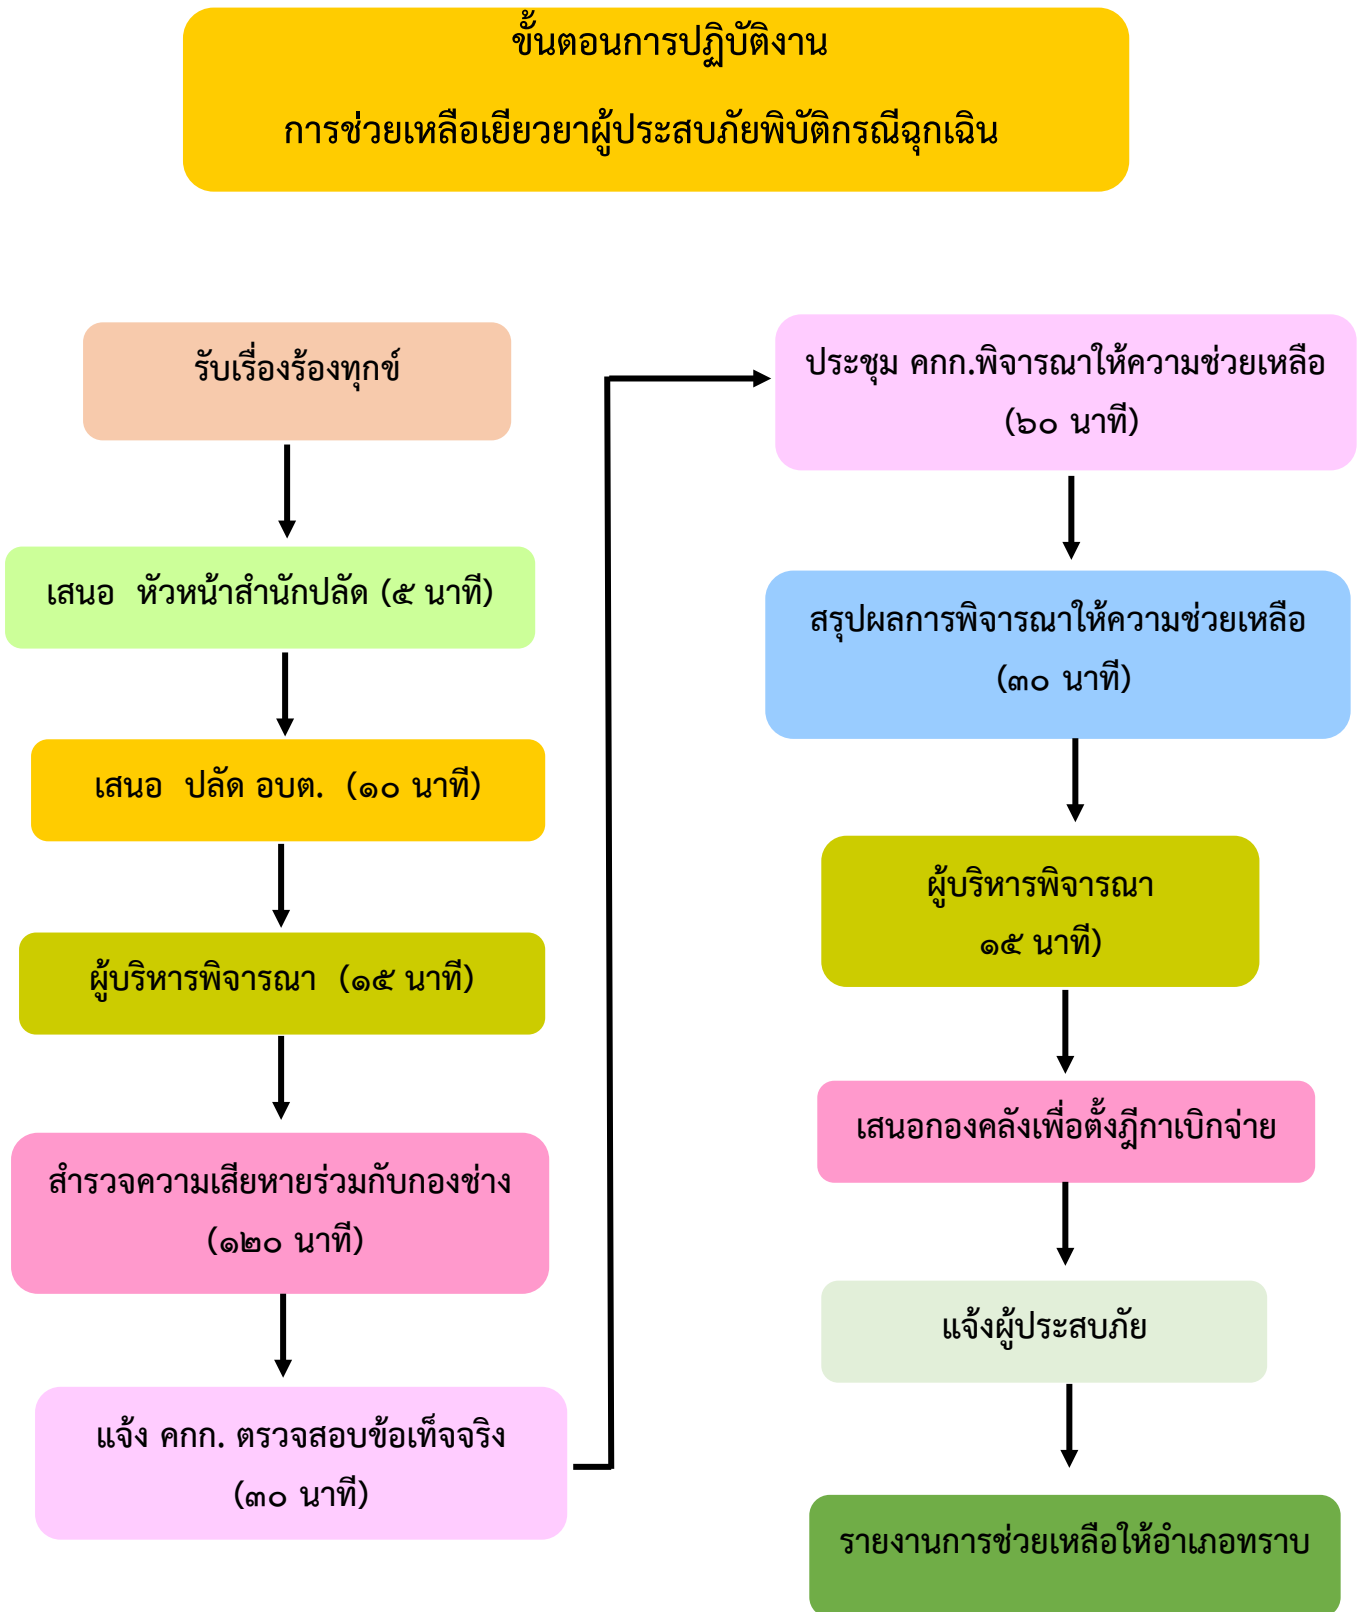 ขั้นตอนการปฏิบัติงาน
การช่วยเหลือเยียวยาผู้ประสบภัยพิบัติกรณีฉุกเฉิน
รับเรื่องร้องทุกข์
เสนอ หัวหน้าสำนักปลัด (๕ นาที)
เสนอ ปลัด อบต. (๑๐ นาที)
ผู้บริหารพิจารณา (๑๕ นาที)
สำรวจความเสียหายร่วมกับกองช่าง
(๑๒๐ นาที)
แจ้ง คกก. ตรวจสอบข้อเท็จจริง
(๓๐ นาที)
ประชุม คกก.พิจารณาให้ความช่วยเหลือ
(๖๐ นาที)
สรุปผลการพิจารณาให้ความช่วยเหลือ
(๓๐ นาที)
ผู้บริหารพิจารณา
๑๕ นาที)
เสนอกองคลังเพื่อตั้งฎีกาเบิกจ่าย
แจ้งผู้ประสบภัย
รายงานการช่วยเหลือให้อำเภอทราบ